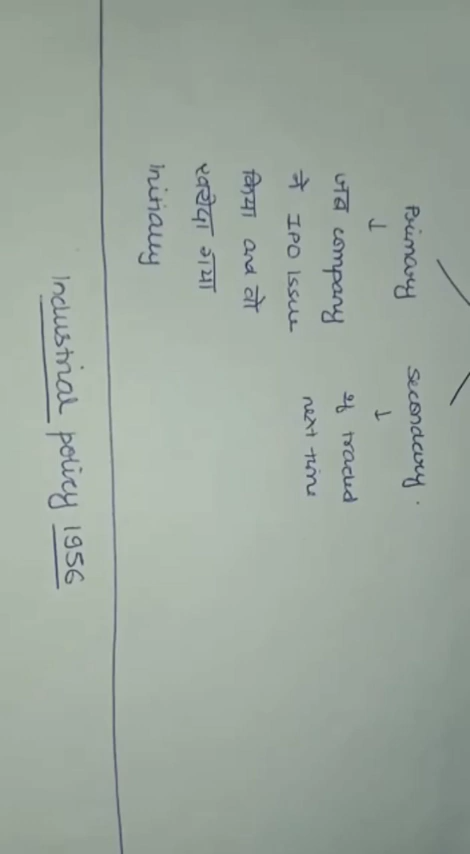 Primary
↓
जब company
ने IPO issue
किया and वो
खरीदा गया
initially
Secondary.
↓
if traded
next time
Industrial policy 1956